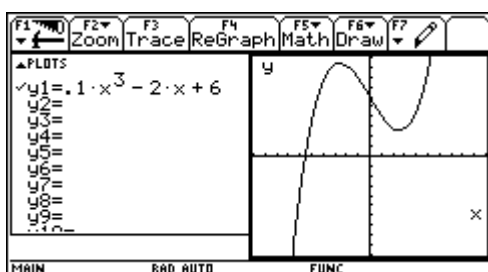 F1 F2 Zoom F3 Trace F4 ReGraph F5 Math F6 Draw F7
▲PLOTS
✓y1=.1·x^3-2·x+6
y2=
y3=
y4=
y5=
y6=
y7=
y8=
y9=
y
x
MAIN RAD AUTO FUNC